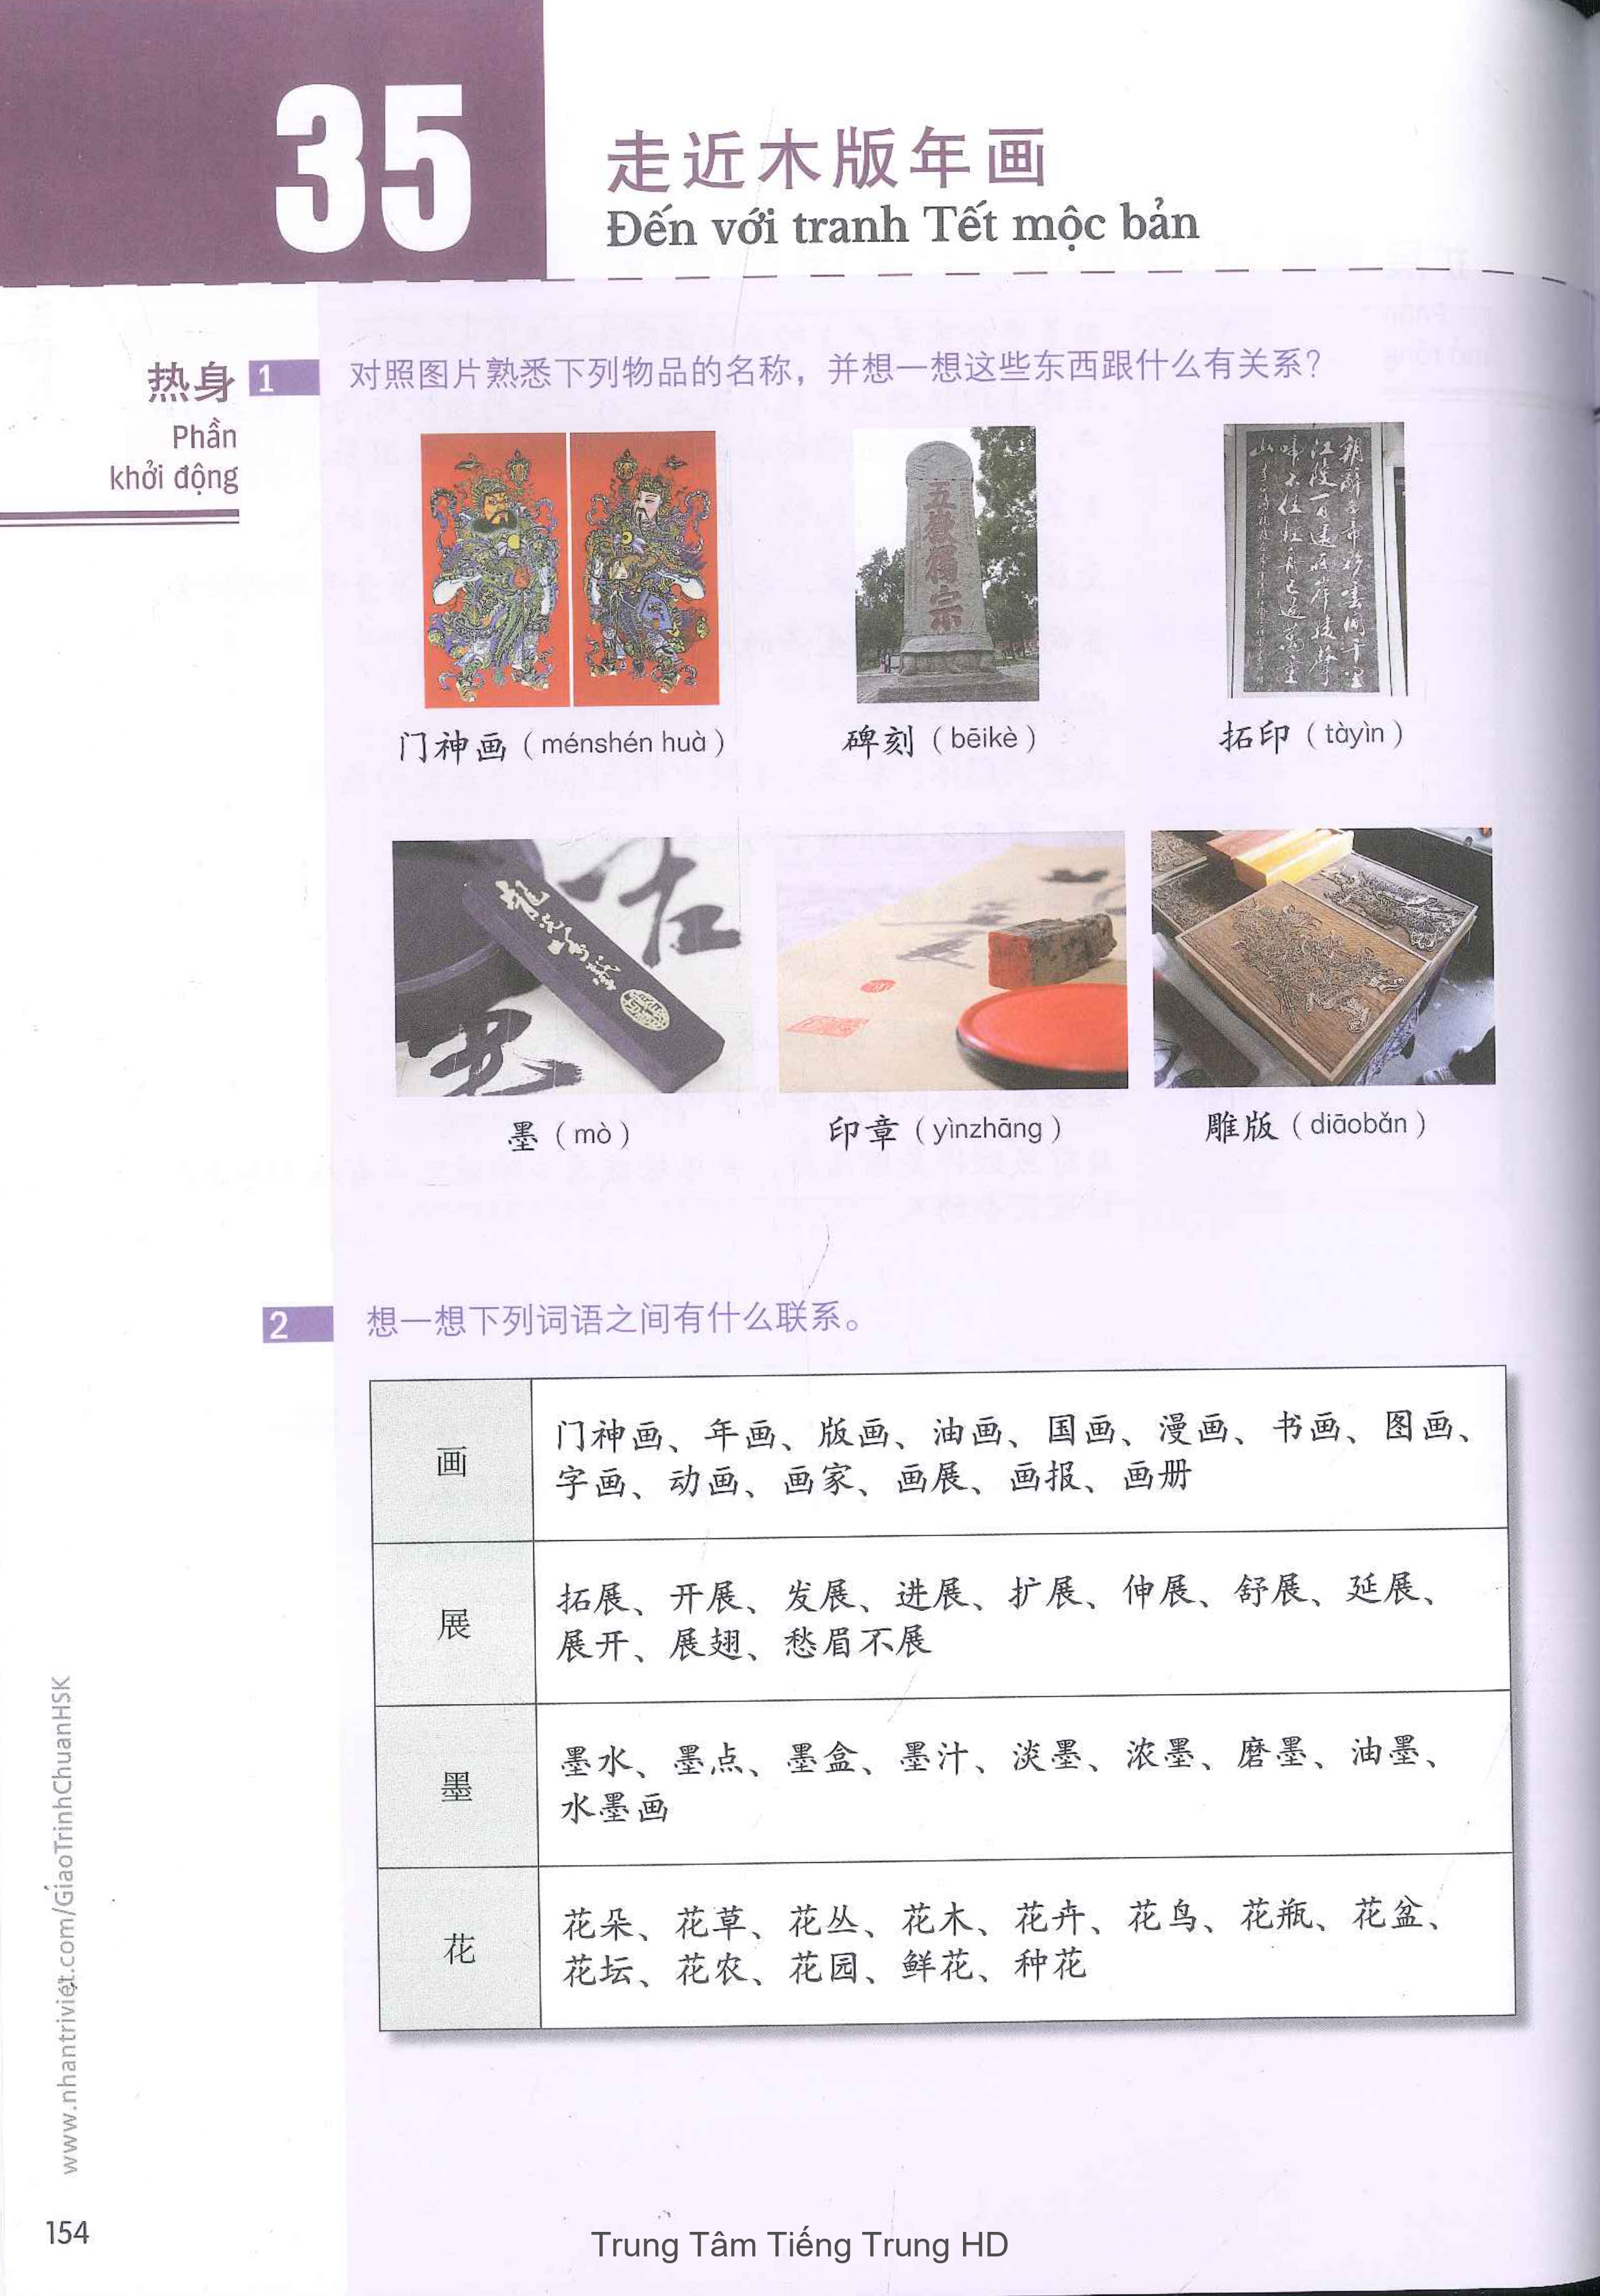 35
走近木版年画
Đến với tranh Tết mộc bản
热身
Phần
khởi động
1 对照图片熟悉下列物品的名称，并想一想这些东西跟什么有关系？
五教禅宗
门神画（ménshén huà）
碑刻（bēikè）
拓印（tàyìn）
墨（mò）
印章（yìnzhāng）
雕版（diāobǎn）
2 想一想下列词语之间有什么联系。
画
门神画、年画、版画、油画、国画、漫画、书画、图画、
字画、动画、画家、画展、画报、画册
展
拓展、开展、发展、进展、扩展、伸展、舒展、延展、
展开、展翅、愁眉不展
墨
墨水、墨点、墨盒、墨汁、淡墨、浓墨、磨墨、油墨、
水墨画
花
花朵、花草、花丛、花木、花卉、花鸟、花瓶、花盆、
花坛、花农、花园、鲜花、种花
www.nhantriviet.com/GiaoTrinhChuanHSK
154
Trung Tâm Tiếng Trung HD